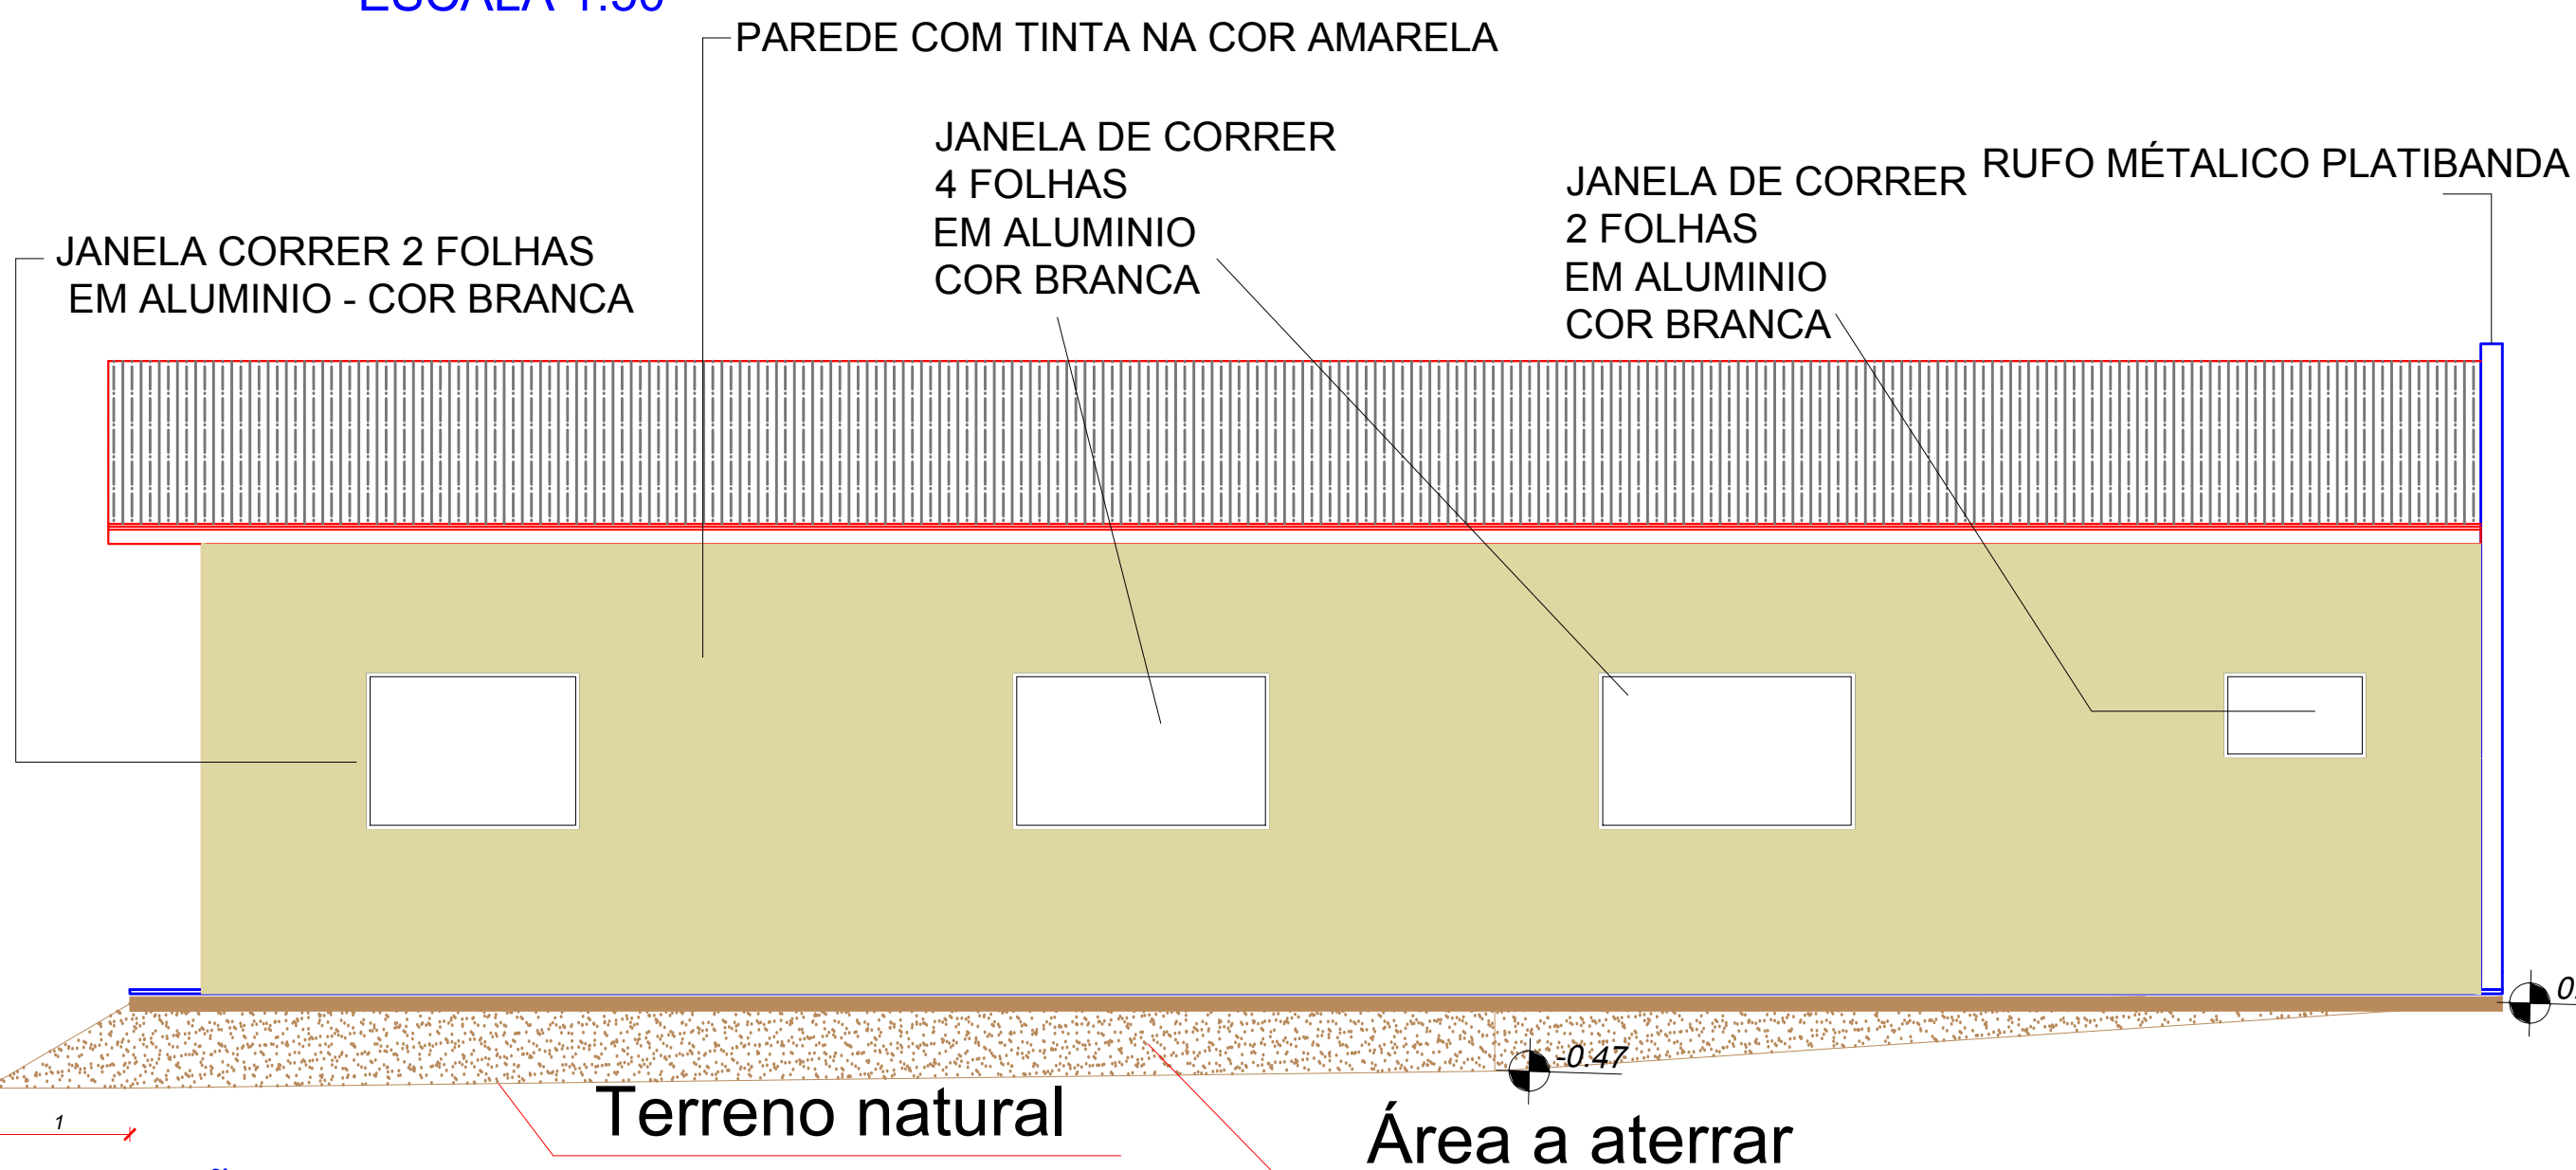 PAREDE COM TINTA NA COR AMARELA
JANELA DE CORRER
4 FOLHAS
EM ALUMINIO
COR BRANCA
JANELA DE CORRER
2 FOLHAS
EM ALUMINIO
COR BRANCA
RUFO MÉTALICO PLATIBANDA
JANELA CORRER 2 FOLHAS
EM ALUMINIO - COR BRANCA
-0.47
Terreno natural
Área a aterrar
1